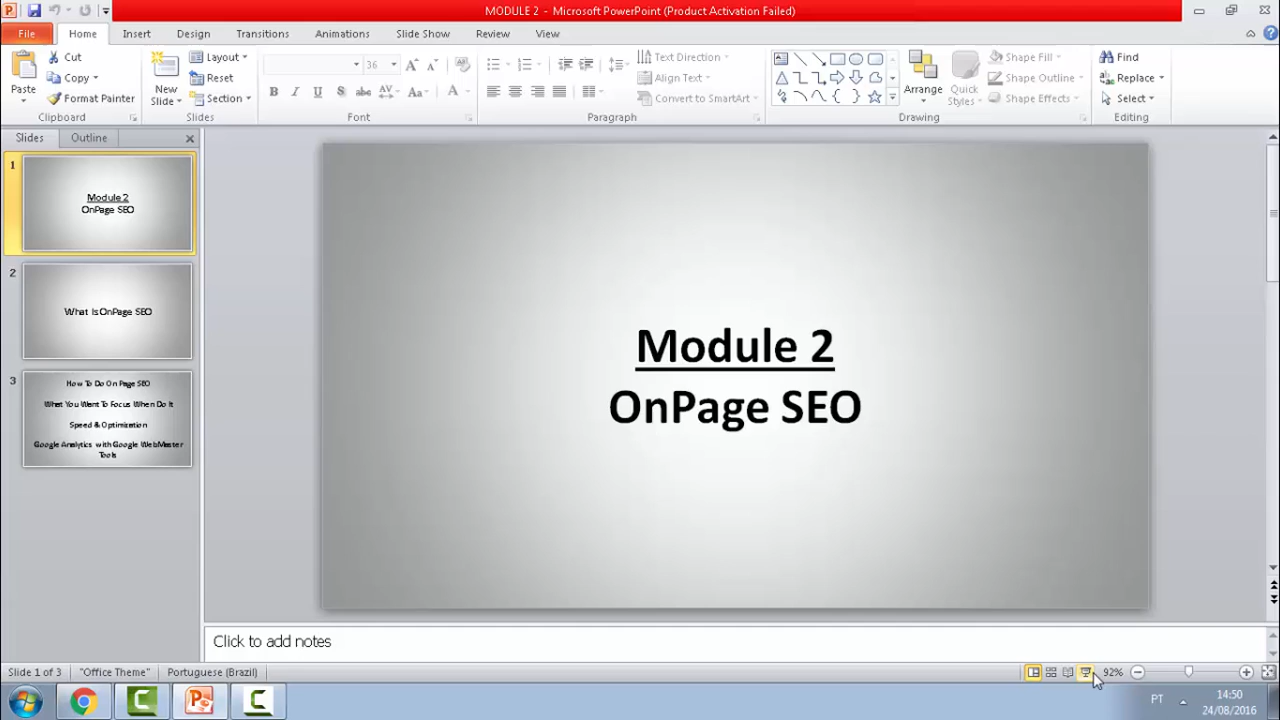 MODULE 2 - Microsoft PowerPoint (Product Activation Failed)
File Home Insert Design Transitions Animations Slide Show Review View
Paste
Cut
Copy
Format Painter
Clipboard
New Slide
Layout
Reset
Section
Slides
36
B I U S abc AV Aa A
Font
Text Direction
Align Text
Convert to SmartArt
Paragraph
Arrange
Quick Styles
Shape Fill
Shape Outline
Shape Effects
Drawing
Find
Replace
Select
Editing
Slides Outline
1
Module 2
OnPage SEO
2
What Is OnPage SEO
3
How To Do On Page SEO
What You Want To Focus When Do It
Speed & Optimisation
Google Analytics with Google WebMaster
Tools
Module 2
OnPage SEO
Click to add notes
Slide 1 of 3 "Office Theme" Portuguese (Brazil) 92%
PT 14:50
24/08/2016